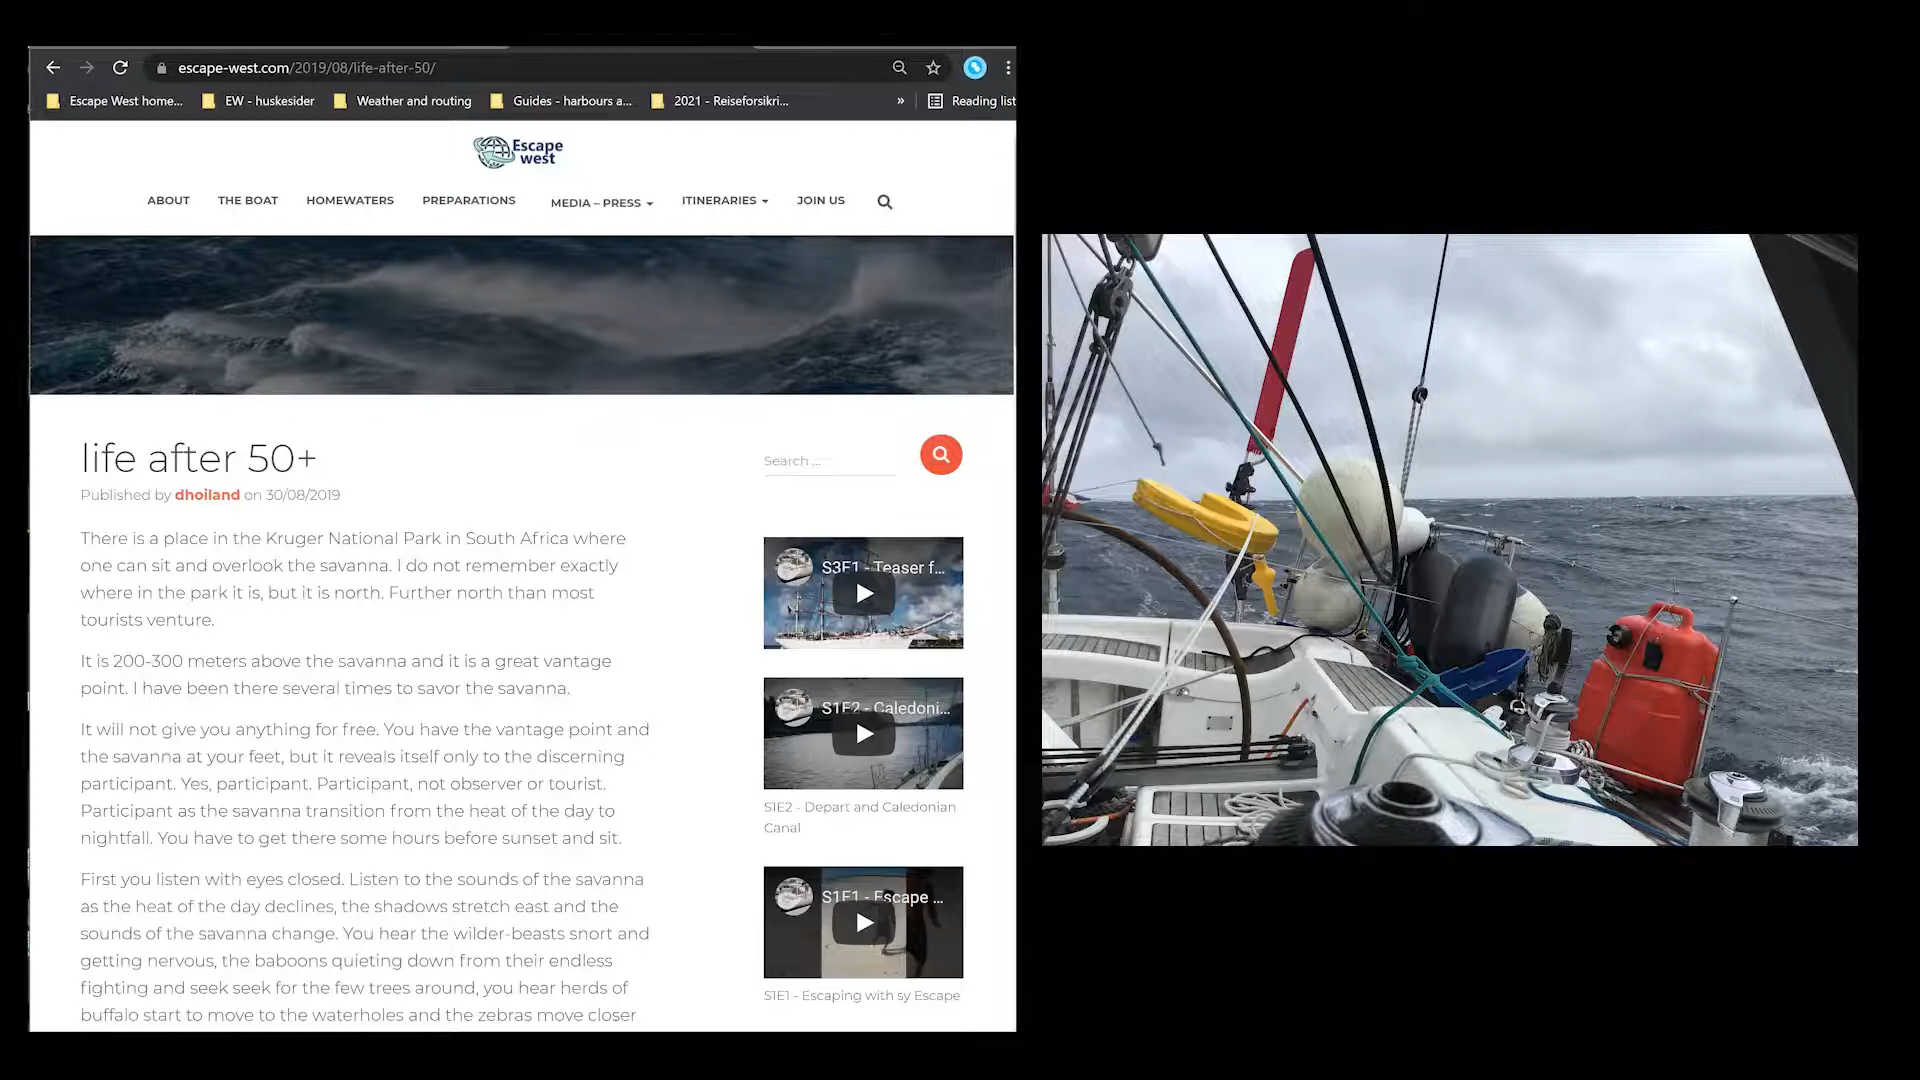 escape-west.com/2019/08/life-after-50/
Escape West home...
EW - huskesider
Weather and routing
Guides - harbours a...
2021 - Reiseforsikri...
»
Reading list
Escape
west
ABOUT
THE BOAT
HOMEWATERS
PREPARATIONS
MEDIA – PRESS
ITINERARIES
JOIN US
life after 50+
Published by dhoiland on 30/08/2019
There is a place in the Kruger National Park in South Africa where
one can sit and overlook the savanna. I do not remember exactly
where in the park it is, but it is north. Further north than most
tourists venture.
It is 200-300 meters above the savanna and it is a great vantage
point. I have been there several times to savor the savanna.
It will not give you anything for free. You have the vantage point and
the savanna at your feet, but it reveals itself only to the discerning
participant. Yes, participant. Participant, not observer or tourist.
Participant as the savanna transition from the heat of the day to
nightfall. You have to get there some hours before sunset and sit.
First you listen with eyes closed. Listen to the sounds of the savanna
as the heat of the day declines, the shadows stretch east and the
sounds of the savanna change. You hear the wilder-beasts snort and
getting nervous, the baboons quieting down from their endless
fighting and seek seek for the few trees around, you hear herds of
buffalo start to move to the waterholes and the zebras move closer
Search ...
S3E1 - Teaser f...
S1E2 - Caledoni...
S1E2 - Depart and Caledonian
Canal
S1E1 - Escape ...
S1E1 - Escaping with sy Escape